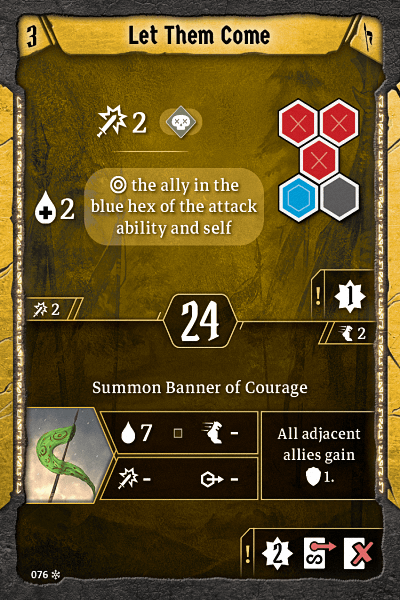 3 Let Them Come
2
2
the ally in the
blue hex of the attack
ability and self
1
2
24
2
Summon Banner of Courage
7 -
- -
All adjacent
allies gain
1.
! 2
076